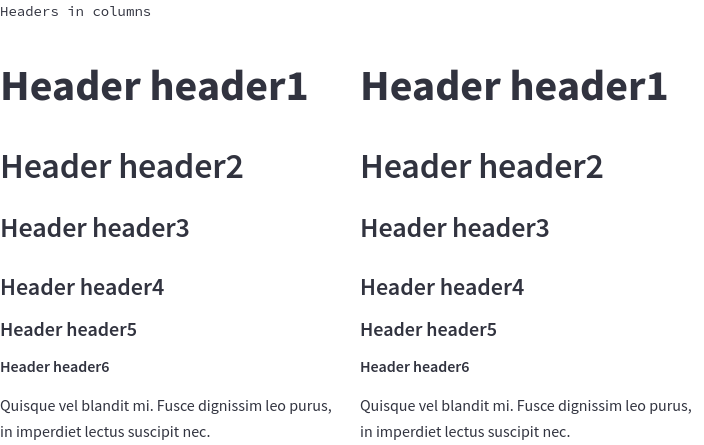 Headers in columns
Header header1
Header header2
Header header3
Header header4
Header header5
Header header6
Quisque vel blandit mi. Fusce dignissim leo purus,
in imperdiet lectus suscipit nec.
Header header1
Header header2
Header header3
Header header4
Header header5
Header header6
Quisque vel blandit mi. Fusce dignissim leo purus,
in imperdiet lectus suscipit nec.